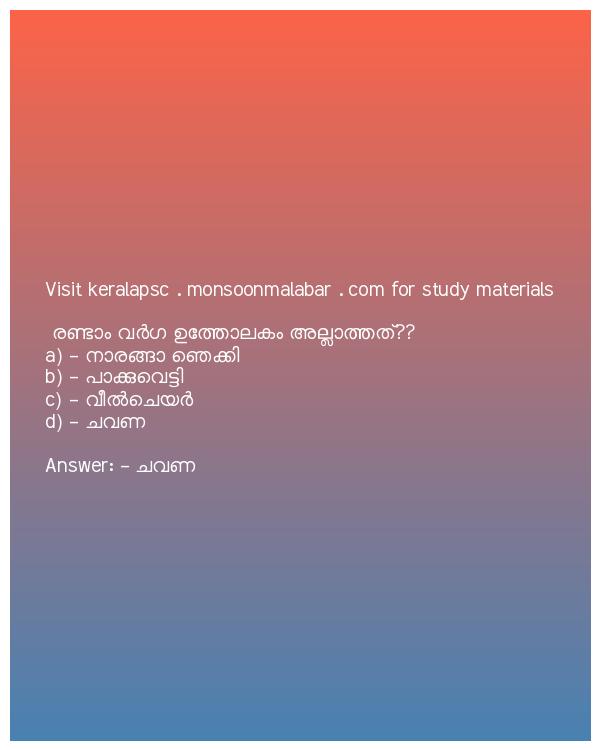 Visit keralapsc . monsoonmalabar . com for study materials
രണ്ടാം വർഗ ഉത്തോലകം അല്ലാത്തത്??
a) - നാരങ്ങാ ഞെക്കി
b) - പാക്കുവെട്ടി
c) - വീൽചെയർ
d) - ചവണ
Answer: - ചവണ